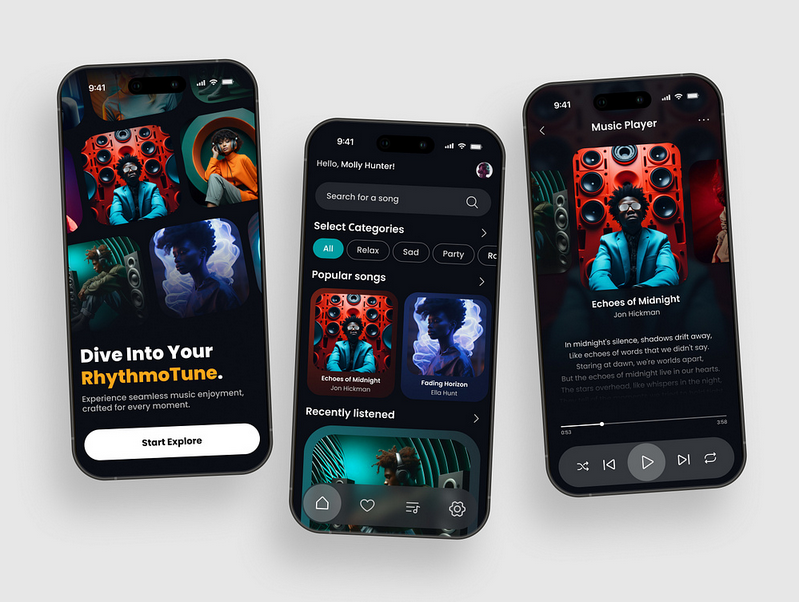 9:41
Dive Into Your
RhythmoTune.
Experience seamless music enjoyment,
crafted for every moment.
Start Explore
9:41
Hello, Molly Hunter!
Search for a song
Select Categories
All
Relax
Sad
Party
Ro
Popular songs
Echoes of Midnight
Jon Hickman
Fading Horizon
Ella Hunt
Recently listened
9:41
Music Player
Echoes of Midnight
Jon Hickman
In midnight's silence, shadows drift away,
Like echoes of words that we didn't say.
Staring at dawn, we're worlds apart,
But the echoes of midnight live in our hearts.
The stars overhead, like whispers in the night,
0:53
3:58